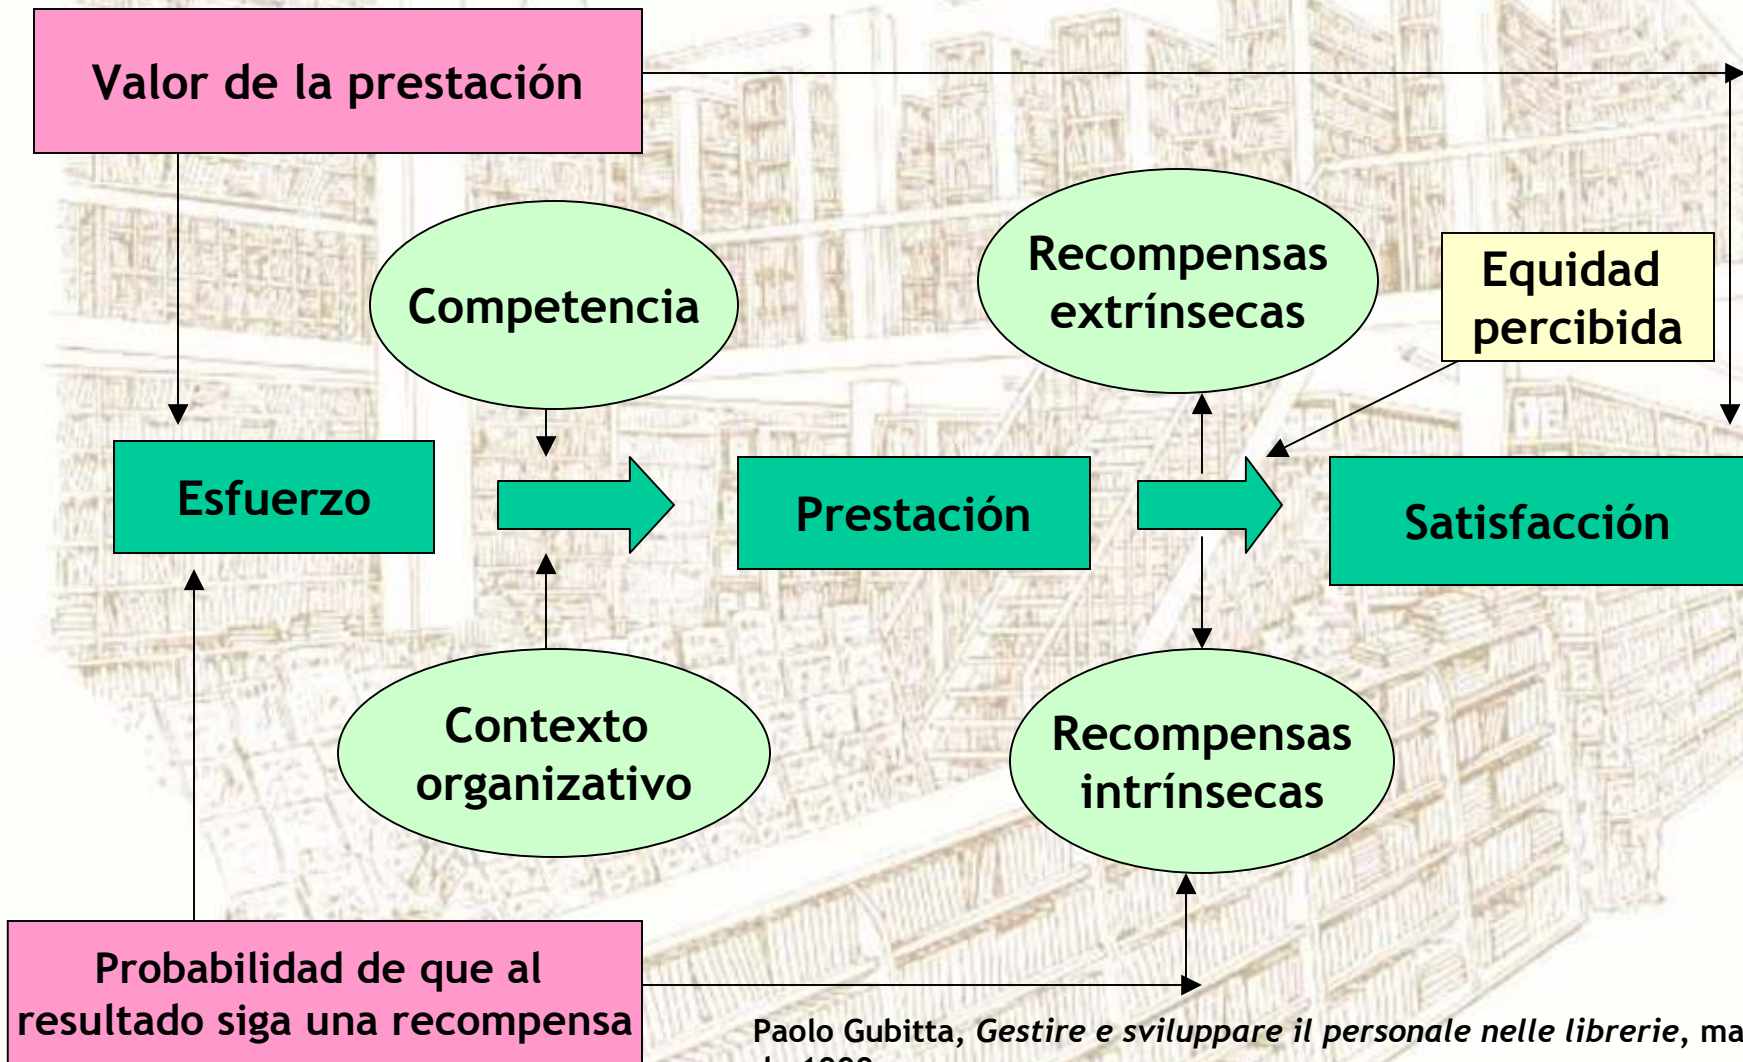 Valor de la prestación
Competencia
Recompensas
extrínsecas
Equidad
percibida
Esfuerzo
Prestación
Satisfacción
Contexto
organizativo
Recompensas
intrínsecas
Probabilidad de que al
resultado siga una recompensa
Paolo Gubitta, Gestire e sviluppare il personale nelle librerie,